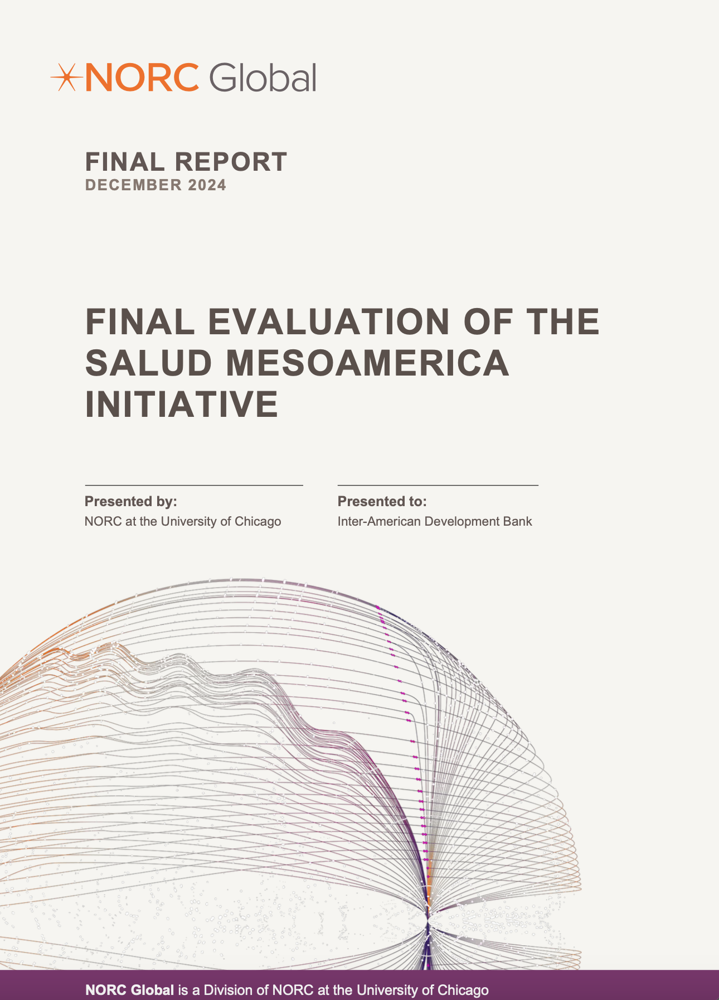 NORC Global
FINAL REPORT
DECEMBER 2024
FINAL EVALUATION OF THE
SALUD MESOAMERICA
INITIATIVE
Presented by:
NORC at the University of Chicago
Presented to:
Inter-American Development Bank
NORC Global is a Division of NORC at the University of Chicago